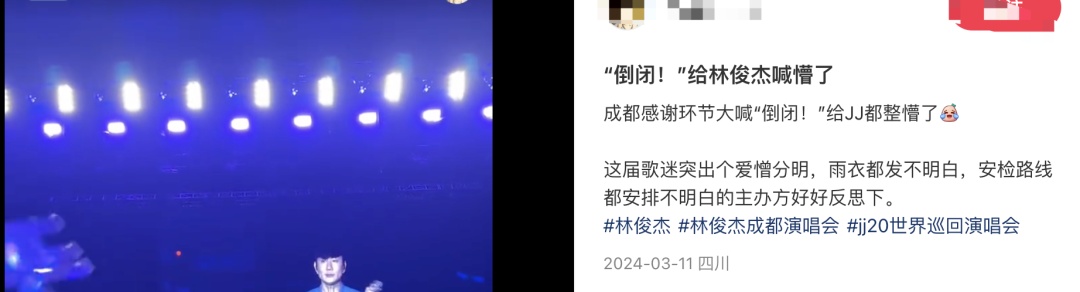 “倒闭！”给林俊杰喊懵了
成都感谢环节大喊“倒闭！”给JJ都整懵了
这届歌迷突出个爱憎分明，雨衣都发不明白，安检路线
都安排不明白的主办方好好反思下。
#林俊杰 #林俊杰成都演唱会 #jj20世界巡回演唱会
2024-03-11 四川